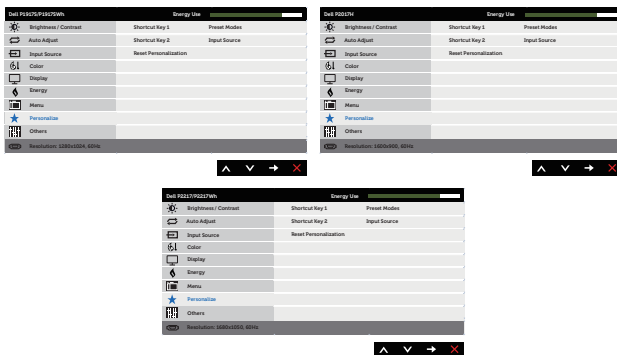 Dell P1917S/P1917SWh Energy Use
Brightness / Contrast Shortcut Key 1 Preset Modes
Auto Adjust Shortcut Key 2 Input Source
Input Source Reset Personalization
Color
Display
Energy
Menu
Personalize
Others
Resolution: 1280x1024, 60Hz
Dell P2017H Energy Use
Brightness / Contrast Shortcut Key 1 Preset Modes
Auto Adjust Shortcut Key 2 Input Source
Input Source Reset Personalization
Color
Display
Energy
Menu
Personalize
Others
Resolution: 1600x900, 60Hz
Dell P2217/P2217Wh Energy Use
Brightness / Contrast Shortcut Key 1 Preset Modes
Auto Adjust Shortcut Key 2 Input Source
Input Source Reset Personalization
Color
Display
Energy
Menu
Personalize
Others
Resolution: 1680x1050, 60Hz